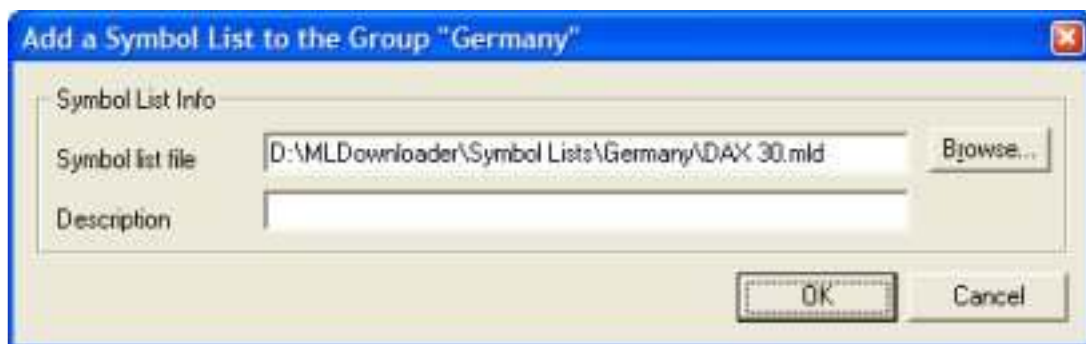 Add a Symbol List to the Group "Germany"
Symbol List Info
Symbol list file D:\MLDownloader\Symbol Lists\Germany\DAX 30.mld Browse...
Description
OK Cancel